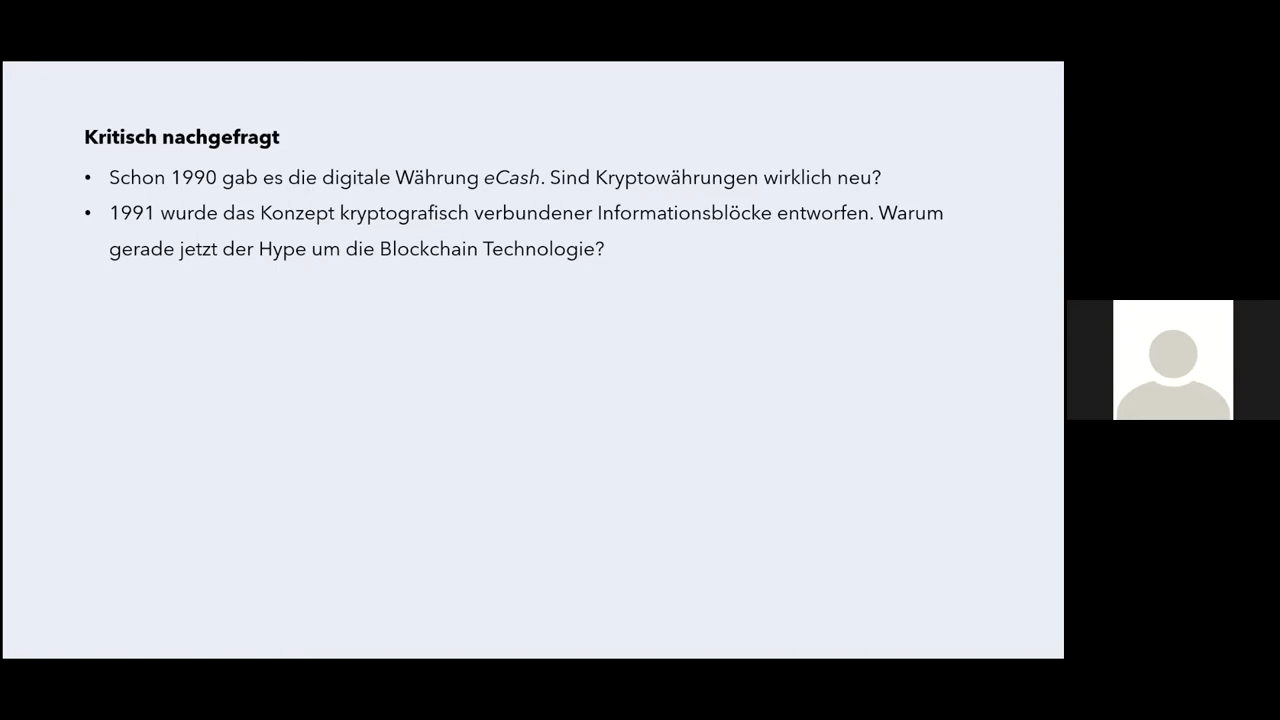 Kritisch nachgefragt
• Schon 1990 gab es die digitale Währung eCash. Sind Kryptowährungen wirklich neu?
• 1991 wurde das Konzept kryptografisch verbundener Informationsblöcke entworfen. Warum
gerade jetzt der Hype um die Blockchain Technologie?